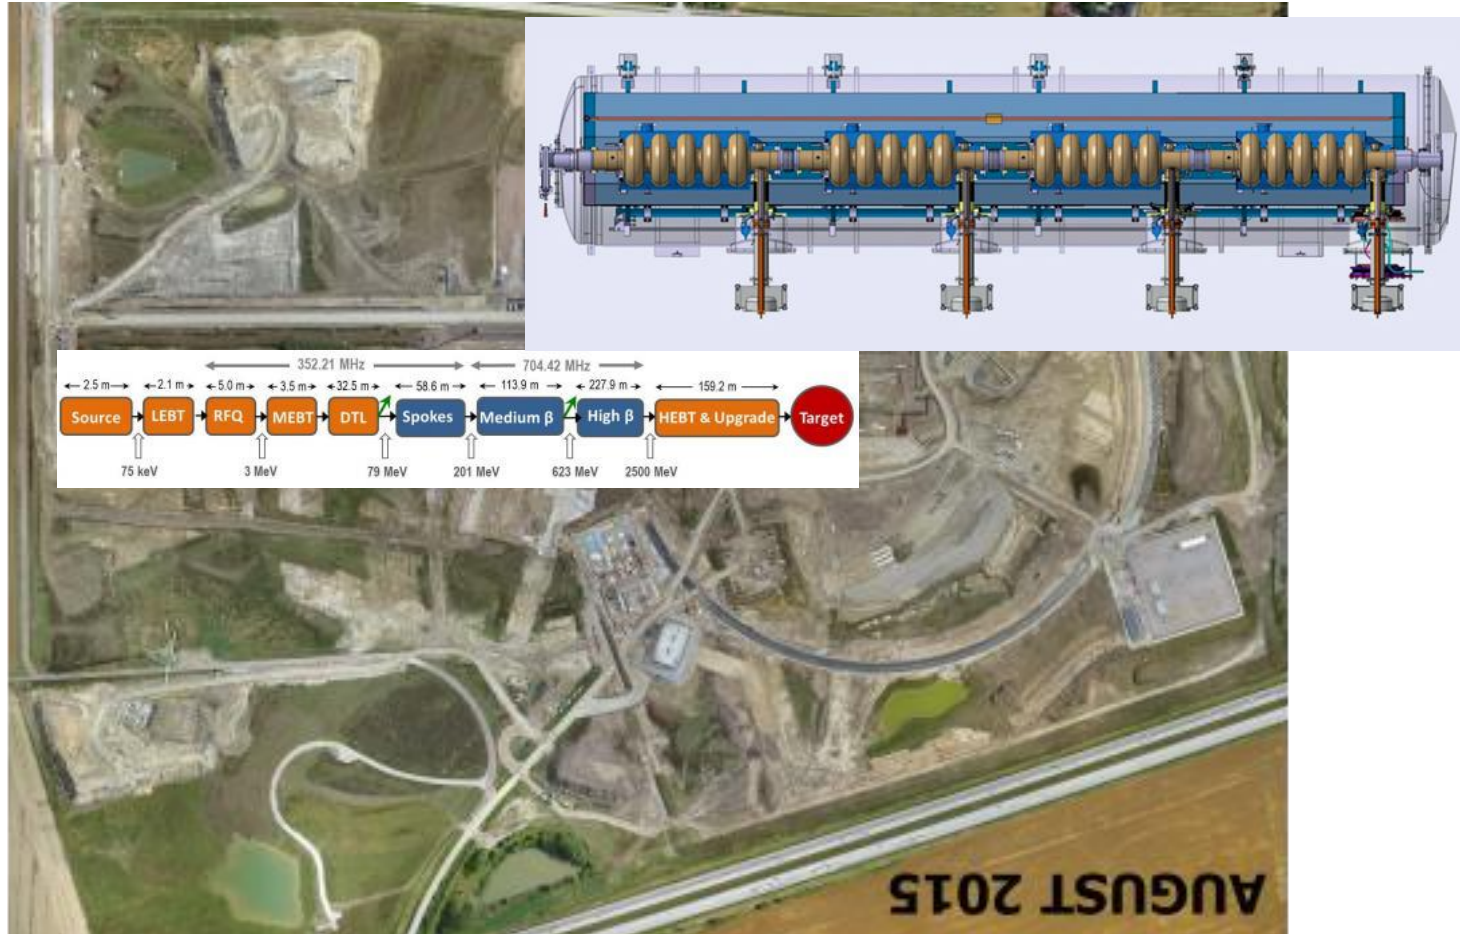 352.21 MHz 704.42 MHz
2.5 m 2.1 m 5.0 m 3.5 m 32.5 m 58.6 m 113.9 m 227.9 m 159.2 m
Source LEBT RFQ MEBT DTL Spokes Medium β High β HEBT & Upgrade Target
75 keV 3 MeV 79 MeV 201 MeV 623 MeV 2500 MeV
AUGUST 2015